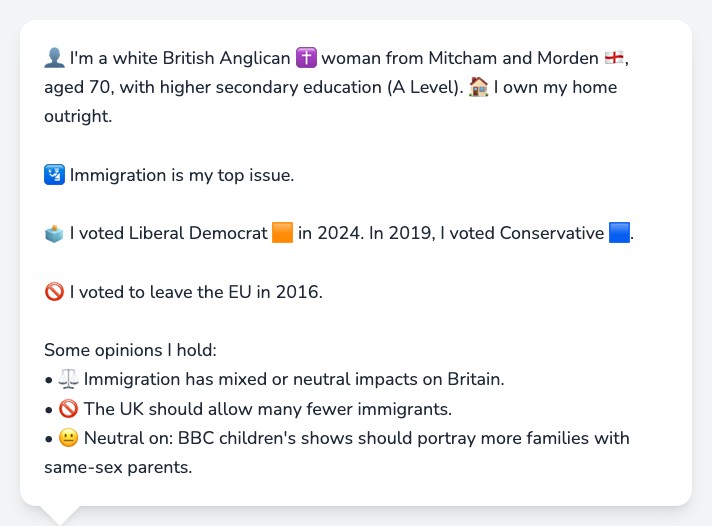 👤 I'm a white British Anglican ✝️ woman from Mitcham and Morden 🏴󠁧󠁢󠁥󠁮󠁧󠁿,
aged 70, with higher secondary education (A Level). 🏠 I own my home
outright.
🛂 Immigration is my top issue.
🗳️ I voted Liberal Democrat 🟧 in 2024. In 2019, I voted Conservative 🟦.
🚫 I voted to leave the EU in 2016.
Some opinions I hold:
• ⚖️ Immigration has mixed or neutral impacts on Britain.
• 🚫 The UK should allow many fewer immigrants.
• 😐 Neutral on: BBC children's shows should portray more families with
same-sex parents.